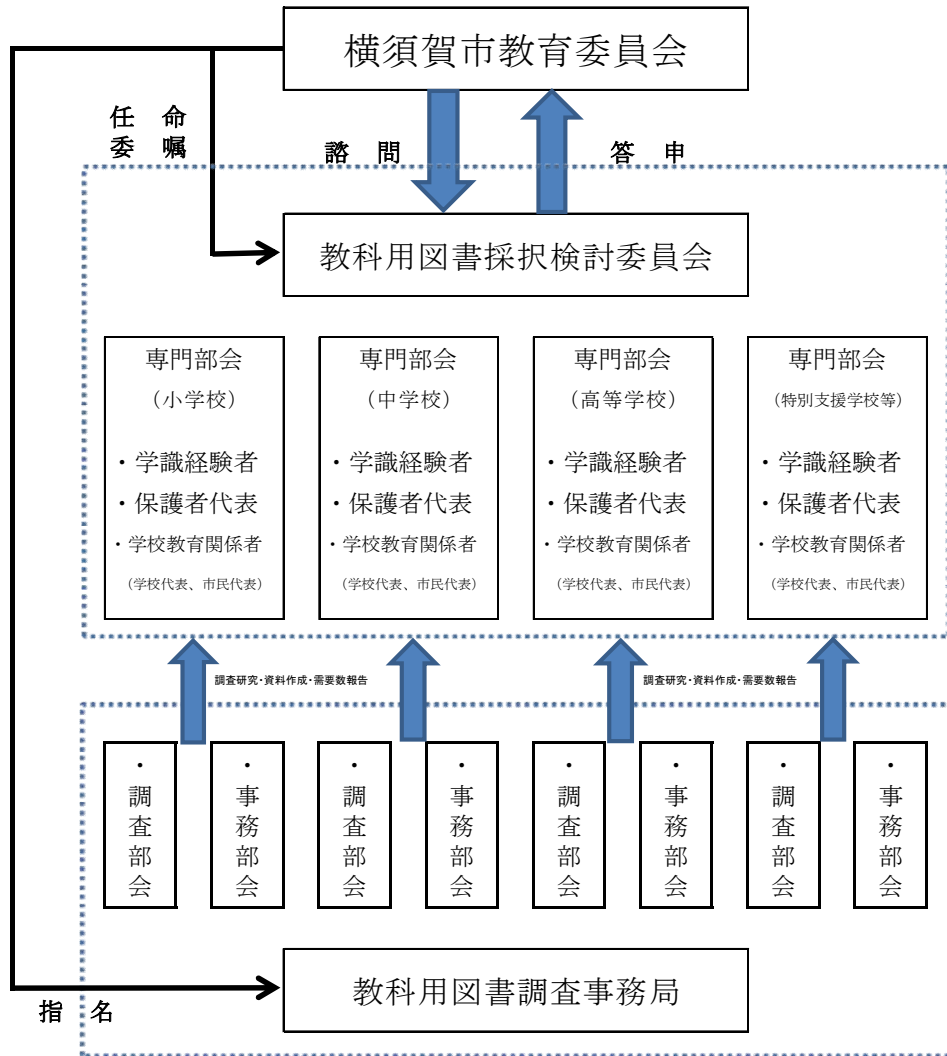 横須賀市教育委員会
任　命
委　嘱
諮　問
答　申
教科用図書採択検討委員会
専門部会
（小学校）
・学識経験者
・保護者代表
・学校教育関係者
（学校代表、市民代表）
専門部会
（中学校）
・学識経験者
・保護者代表
・学校教育関係者
（学校代表、市民代表）
専門部会
（高等学校）
・学識経験者
・保護者代表
・学校教育関係者
（学校代表、市民代表）
専門部会
（特別支援学校等）
・学識経験者
・保護者代表
・学校教育関係者
（学校代表、市民代表）
調査研究・資料作成・需要数報告
調査研究・資料作成・需要数報告
・調査部会
・事務部会
・調査部会
・事務部会
・調査部会
・事務部会
・調査部会
・事務部会
教科用図書調査事務局
指　名